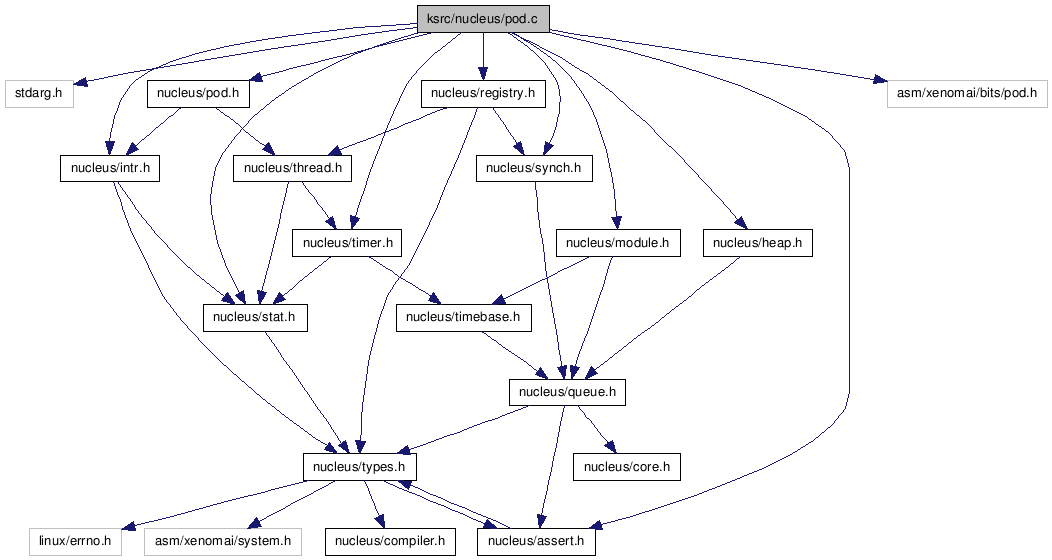 ksrc/nucleus/pod.c
stdarg.h
nucleus/pod.h
nucleus/registry.h
asm/xenomai/bits/pod.h
nucleus/intr.h
nucleus/thread.h
nucleus/synch.h
nucleus/timer.h
nucleus/module.h
nucleus/heap.h
nucleus/stat.h
nucleus/timebase.h
nucleus/queue.h
nucleus/types.h
nucleus/core.h
linux/errno.h
asm/xenomai/system.h
nucleus/compiler.h
nucleus/assert.h